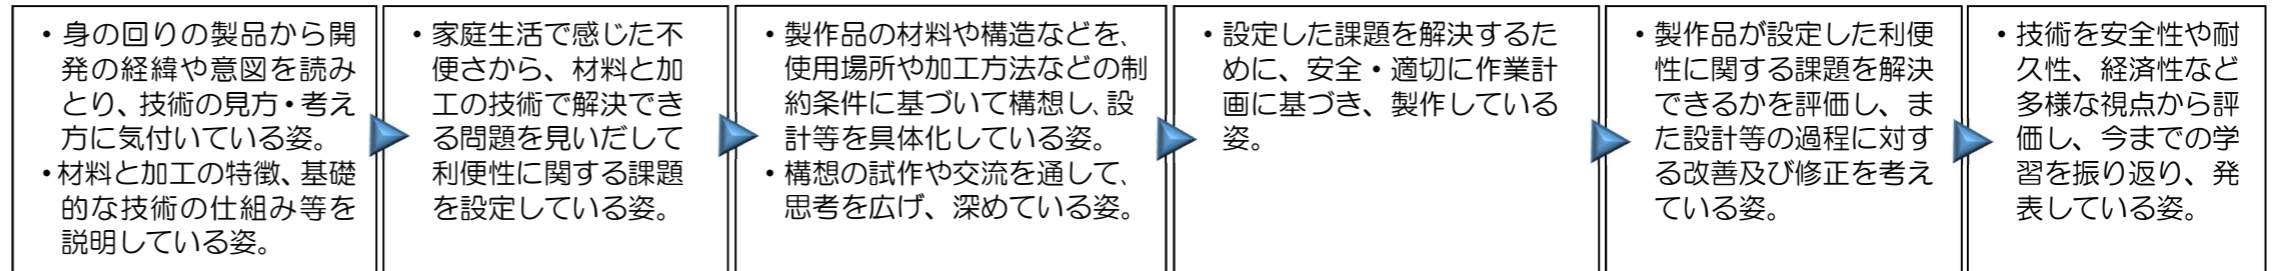 ・身の回りの製品から開
発の経緯や意図を読み
とり、技術の見方・考え
方に気付いている姿。
・材料と加工の特徴、基礎
的な技術の仕組み等を
説明している姿。
・家庭生活で感じた不
便さから、材料と加
工の技術で解決でき
る問題を見いだして
利便性に関する課題
を設定している姿。
・製作品の材料や構造などを、
使用場所や加工方法などの制
約条件に基づいて構想し、設
計等を具体化している姿。
・構想の試作や交流を通して、
思考を広げ、深めている姿。
・設定した課題を解決するた
めに、安全・適切に作業計
画に基づき、製作している
姿。
・製作品が設定した利便
性に関する課題を解決
できるかを評価し、ま
た設計等の過程に対す
る改善及び修正を考え
ている姿。
・技術を安全性や耐
久性、経済性など
多様な視点から評
価し、今までの学
習を振り返り、発
表している姿。